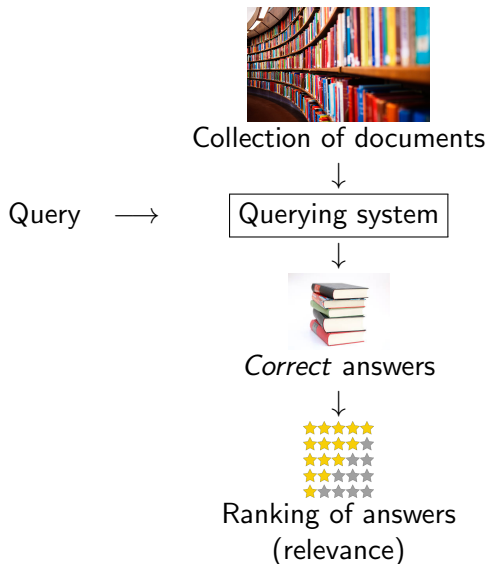 Collection of documents
Query
Querying system
Correct answers
Ranking of answers
(relevance)